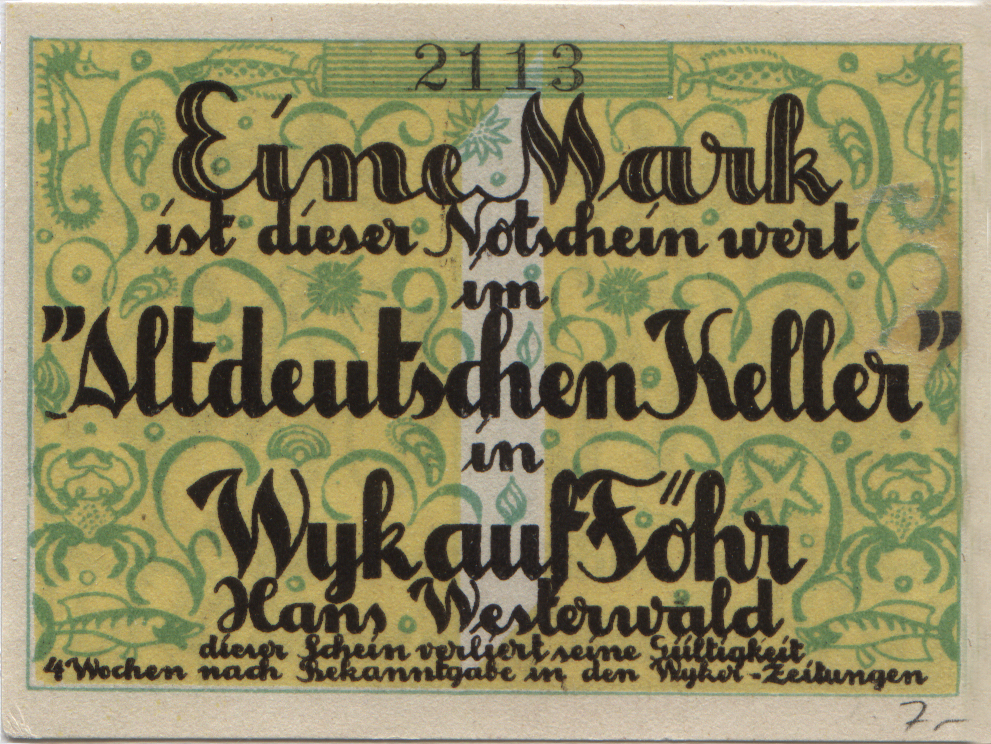 2113
Eine Mark
ist dieser Notschein wert
im
"Altdeutschen Keller"
in
Wyk auf Föhr
Hans Westerwald
dieser Schein verliert seine Gültigkeit
4 Wochen nach Bekanntgabe in den Wyker-Zeitungen
7,-